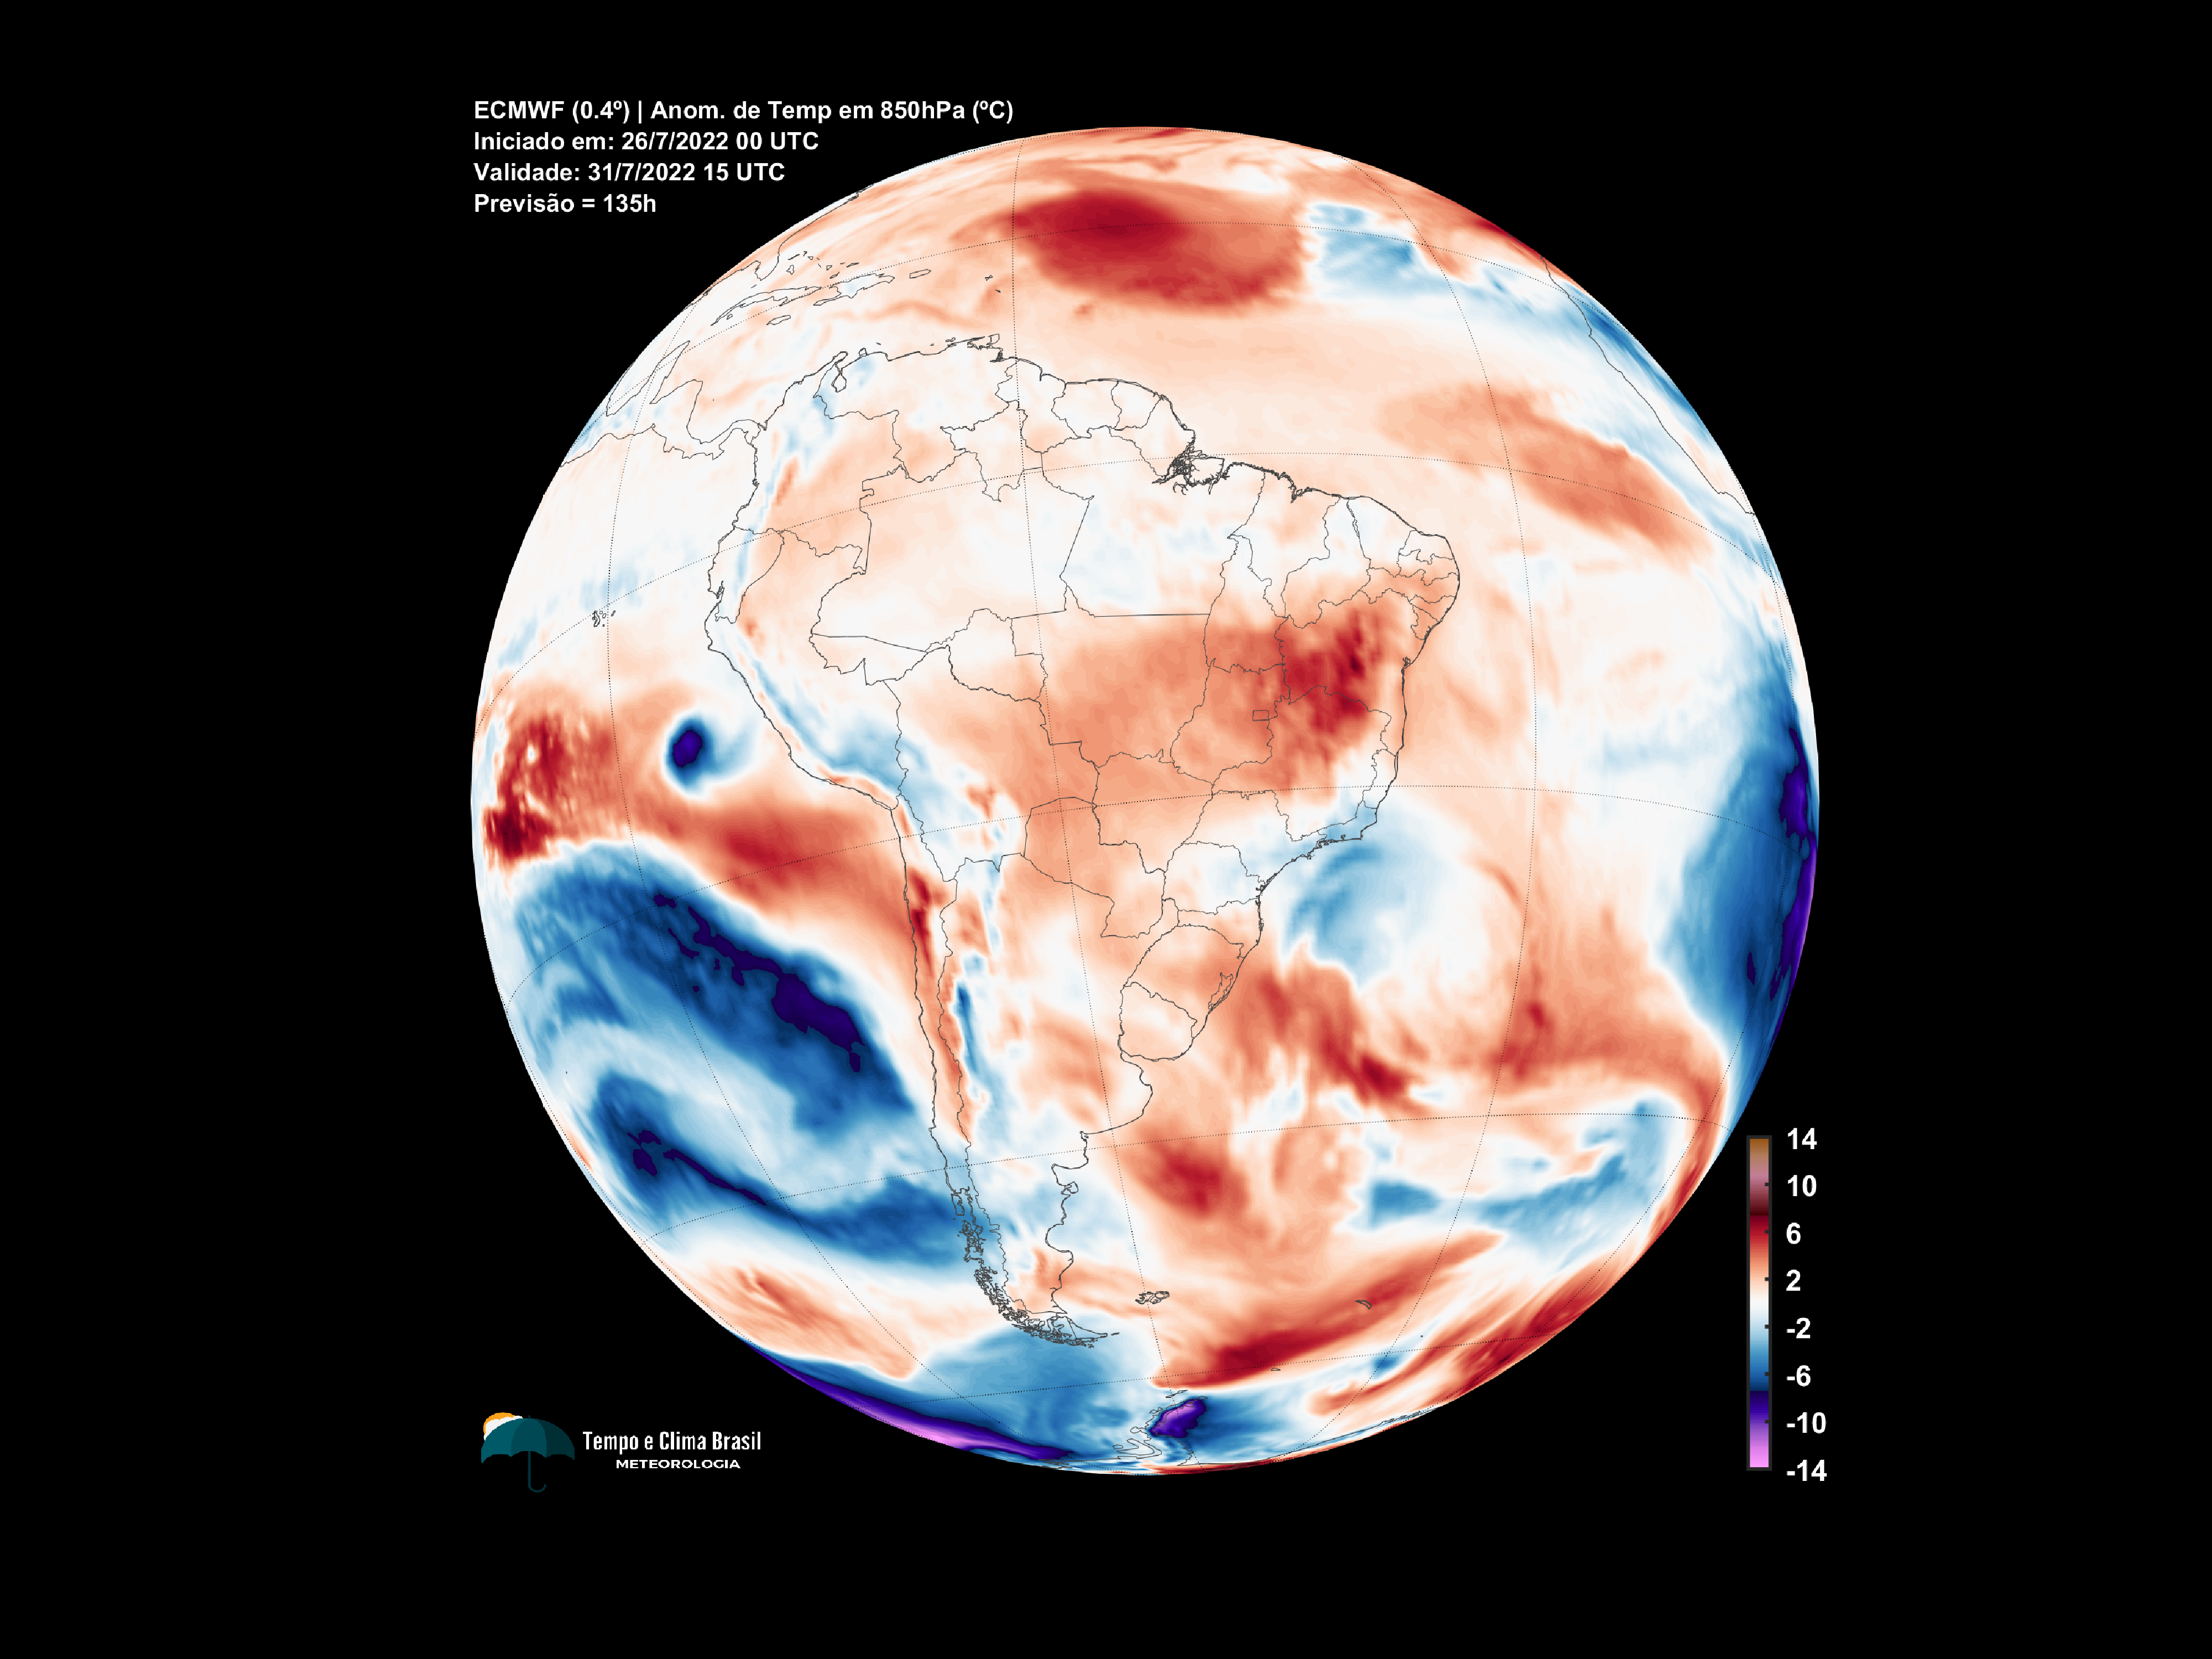 ECMWF (0.4º) | Anom. de Temp em 850hPa (ºC)
Iniciado em: 26/7/2022 00 UTC
Validade: 31/7/2022 15 UTC
Previsão = 135h
14
10
6
2
-2
-6
-10
-14
Tempo e Clima Brasil
METEOROLOGIA